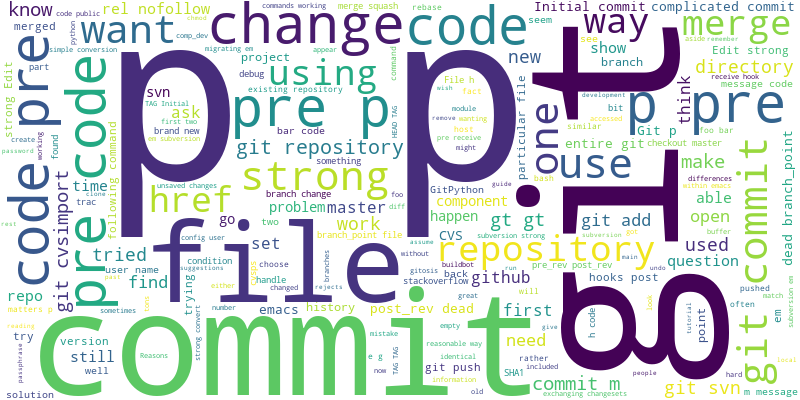 know
rel nofollow
commands working
merge squash
rebase
Initial commit
complicated commit
merged
code public
python
want
comp_dev
migrating em
appear
seem
new
way
see
show
branch
aside
remember
Edit strong
receive hook
merge
simple conversion
part
change
code
command
project
debug
existing repository
using
directory
message code
strong Edit
pre
svn
TAG Initial
ask
first two
brand new
em subversion
pre p
bar code
HEAD TAG
File h
fact
wish
module
remove
wanting
host
pre receive
might
particular file
one
git
development
bit
accessed
similar
think
p pre
foo bar
create
found
password
working
following command
pre code
code
p
p
git repository
something
Git p
checkout master
entire git
differences
within emacs
strong
unsaved changes
branch change
foo
GitPython
guide
bash
use
make
buffer
time
trac
clone
href
problem
master
diff
component
happen
able
open
go
two
work
CVS
gt gt
git add
git cvsimport
tried
user name
past
find
config user
condition
suggestions
set
branch point file
assume
without
subversion strong
repository
subversion
got
main
used
question
dead branch_point
repo
matters p
sometimes
trying
either
handle
choose
branches
gitosis
rejects
buildbot
back
stackoverflow
github
pre_rev post_rev
run
undo
hooks post
pushed
often
em
match
subversion em
git commit
file
rest
try
reading
passphrase
version
still
well
tons
Reasons
emacs
number
strong convert
history
mistake
e g
now
post_rev dead
will
great
empty
reasonable way
identical
git push
information
old
first
need
give
rather
included
SHA1
commit m
exchanging changesets
h code
people
tutorial
point
look
git svn
hard
local
m message
solution
commit
TAG TAG